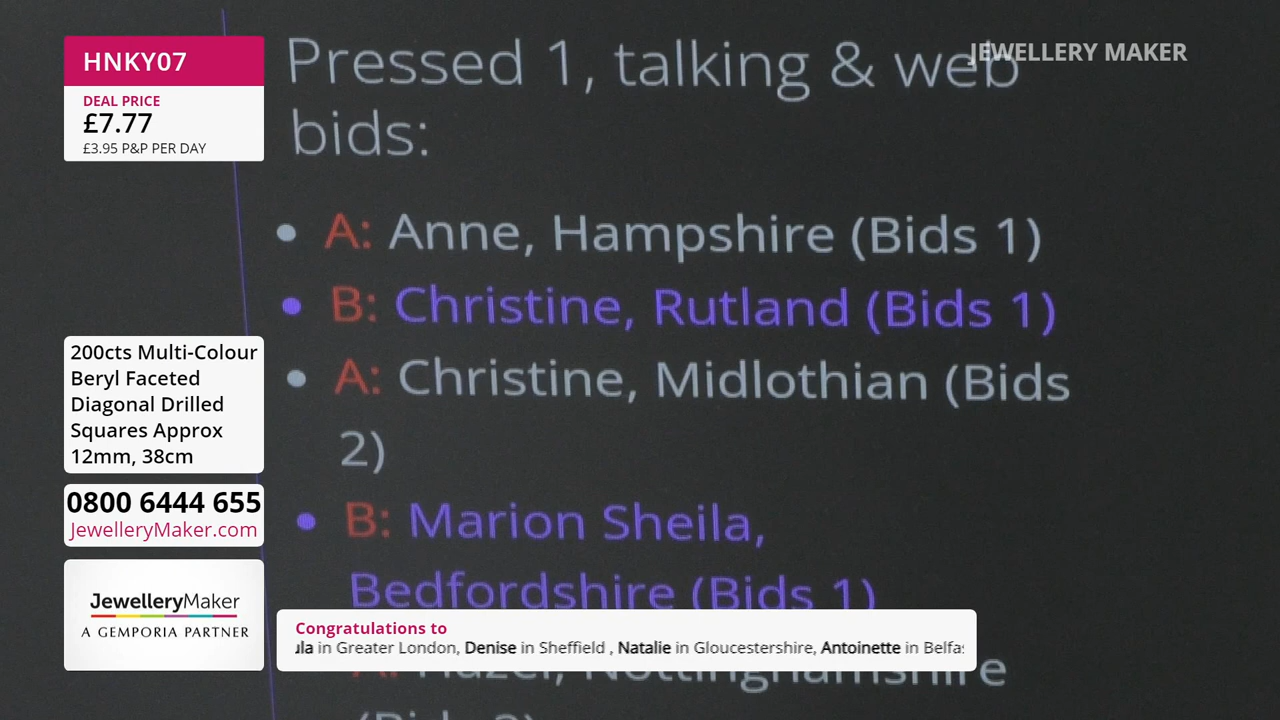 HNKY07
DEAL PRICE
£7.77
£3.95 P&P PER DAY
JEWELLERY MAKER
Pressed 1, talking & web
bids:
• A: Anne, Hampshire (Bids 1)
• B: Christine, Rutland (Bids 1)
• A: Christine, Midlothian (Bids
2)
• B: Marion Sheila,
Bedfordshire (Bids 1)
A: Hazel, Nottinghamshire
200cts Multi-Colour
Beryl Faceted
Diagonal Drilled
Squares Approx
12mm, 38cm
0800 6444 655
JewelleryMaker.com
JewelleryMaker
A GEMPORIA PARTNER
Congratulations to
in Greater London, Denise in Sheffield , Natalie in Gloucestershire, Antoinette in